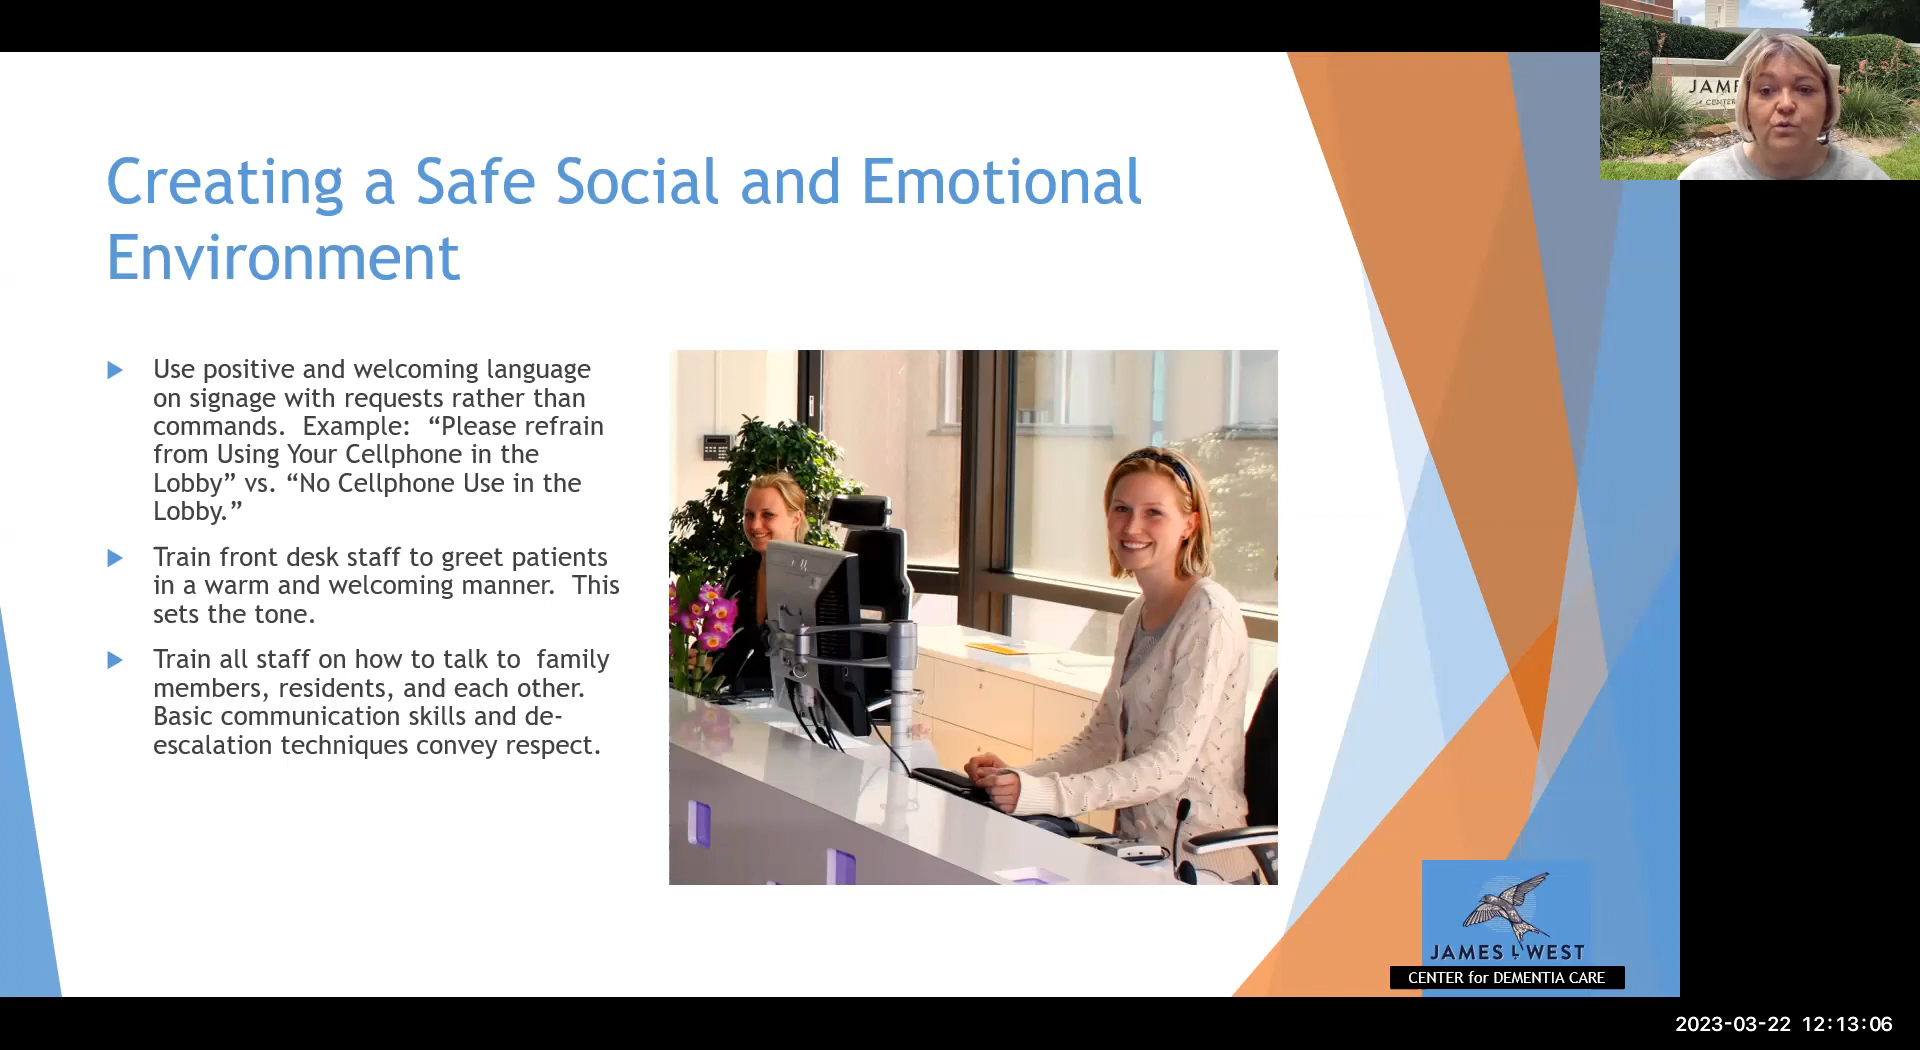 Creating a Safe Social and Emotional
Environment
Use positive and welcoming language
on signage with requests rather than
commands.  Example:  “Please refrain
from Using Your Cellphone in the
Lobby” vs. “No Cellphone Use in the
Lobby.”
Train front desk staff to greet patients
in a warm and welcoming manner.  This
sets the tone.
Train all staff on how to talk to  family
members, residents, and each other.
Basic communication skills and de-
escalation techniques convey respect.
JAME
CENTER
JAMES L WEST
CENTER for DEMENTIA CARE
2023-03-22 12:13:06